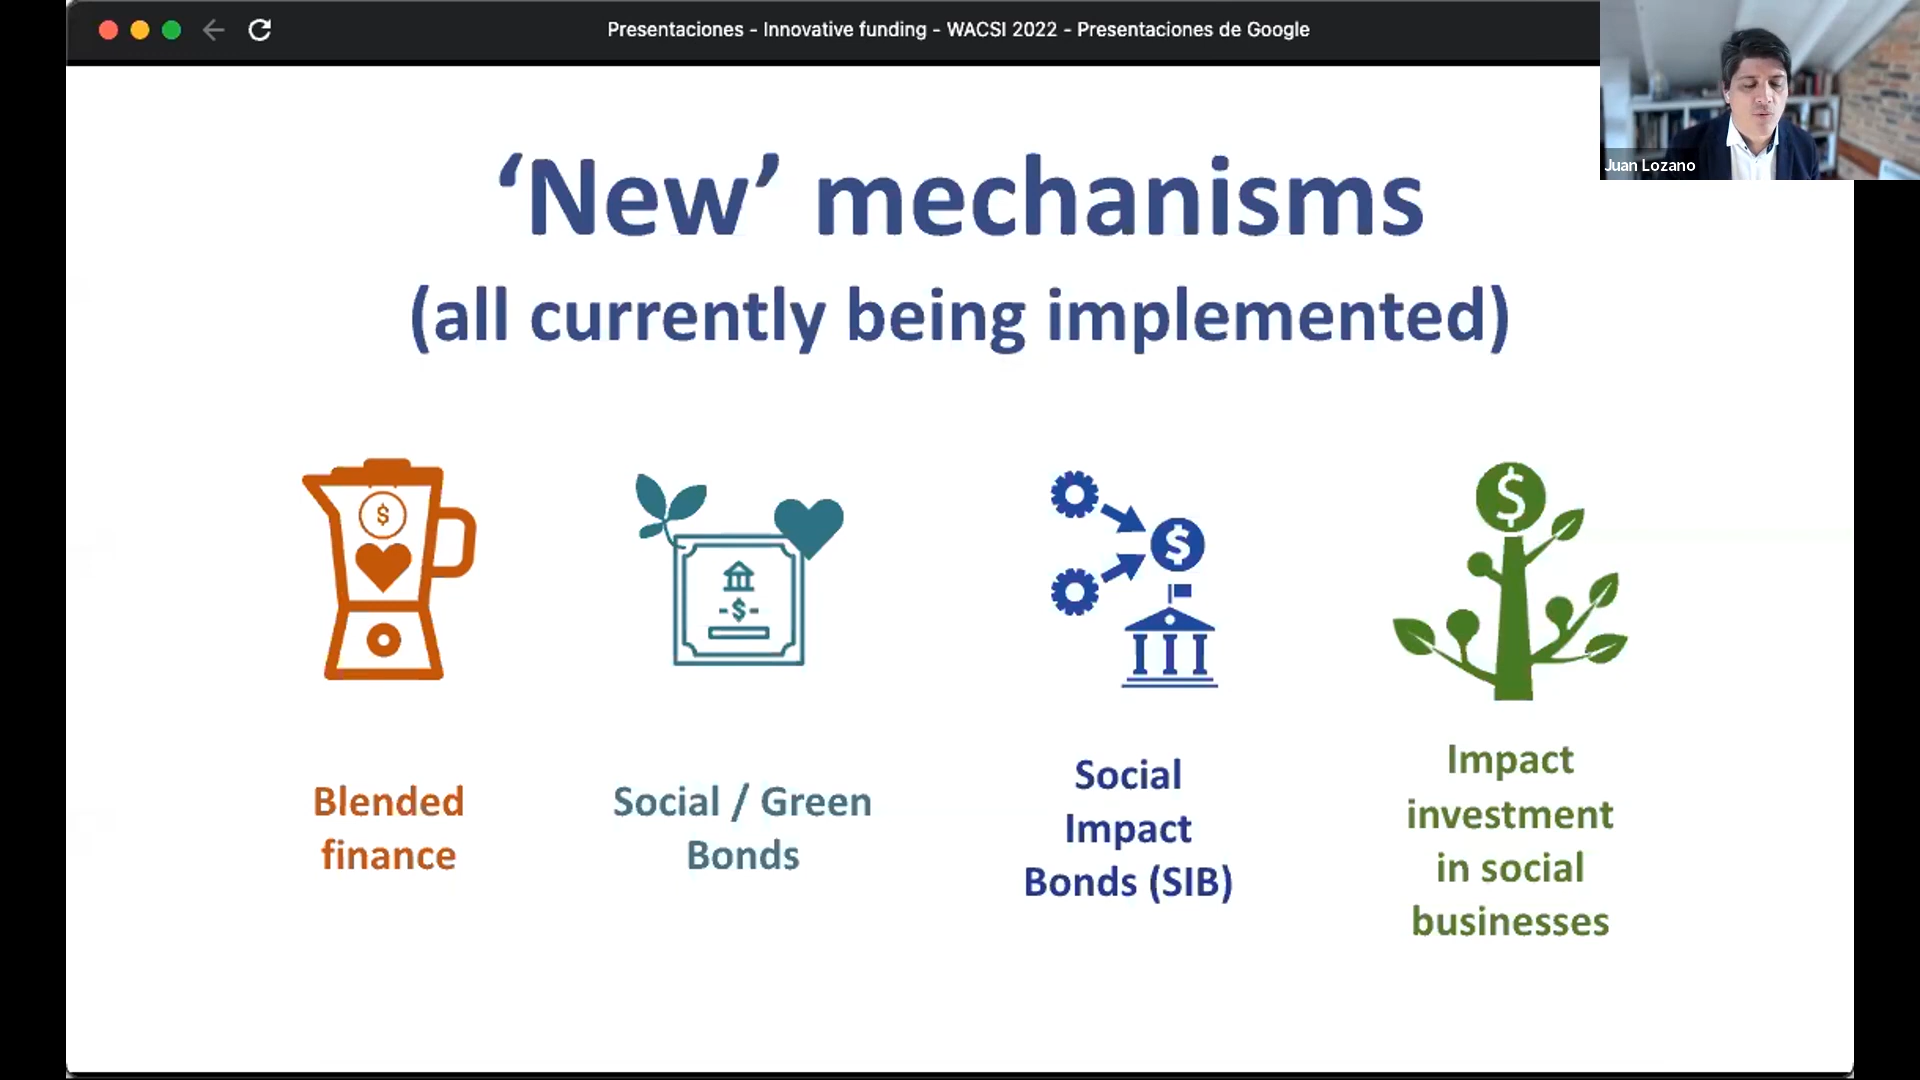 Presentaciones - Innovative funding - WACSI 2022 - Presentaciones de Google
Juan Lozano
‘New’ mechanisms
(all currently being implemented)
$
-$-
$
$
Blended
finance
Social / Green
Bonds
Social
Impact
Bonds (SIB)
Impact
investment
in social
businesses